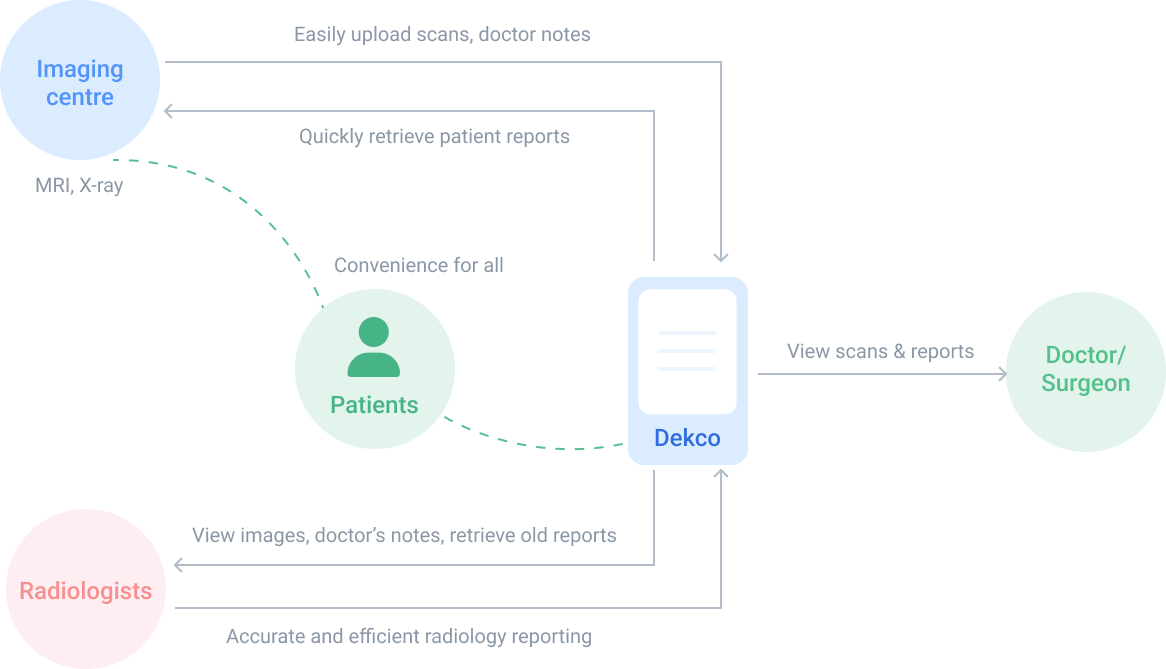 Easily upload scans, doctor notes
Imaging
centre
Quickly retrieve patient reports
MRI, X-ray
Convenience for all
View scans & reports
Doctor/
Surgeon
Patients
Dekco
View images, doctor’s notes, retrieve old reports
Radiologists
Accurate and efficient radiology reporting